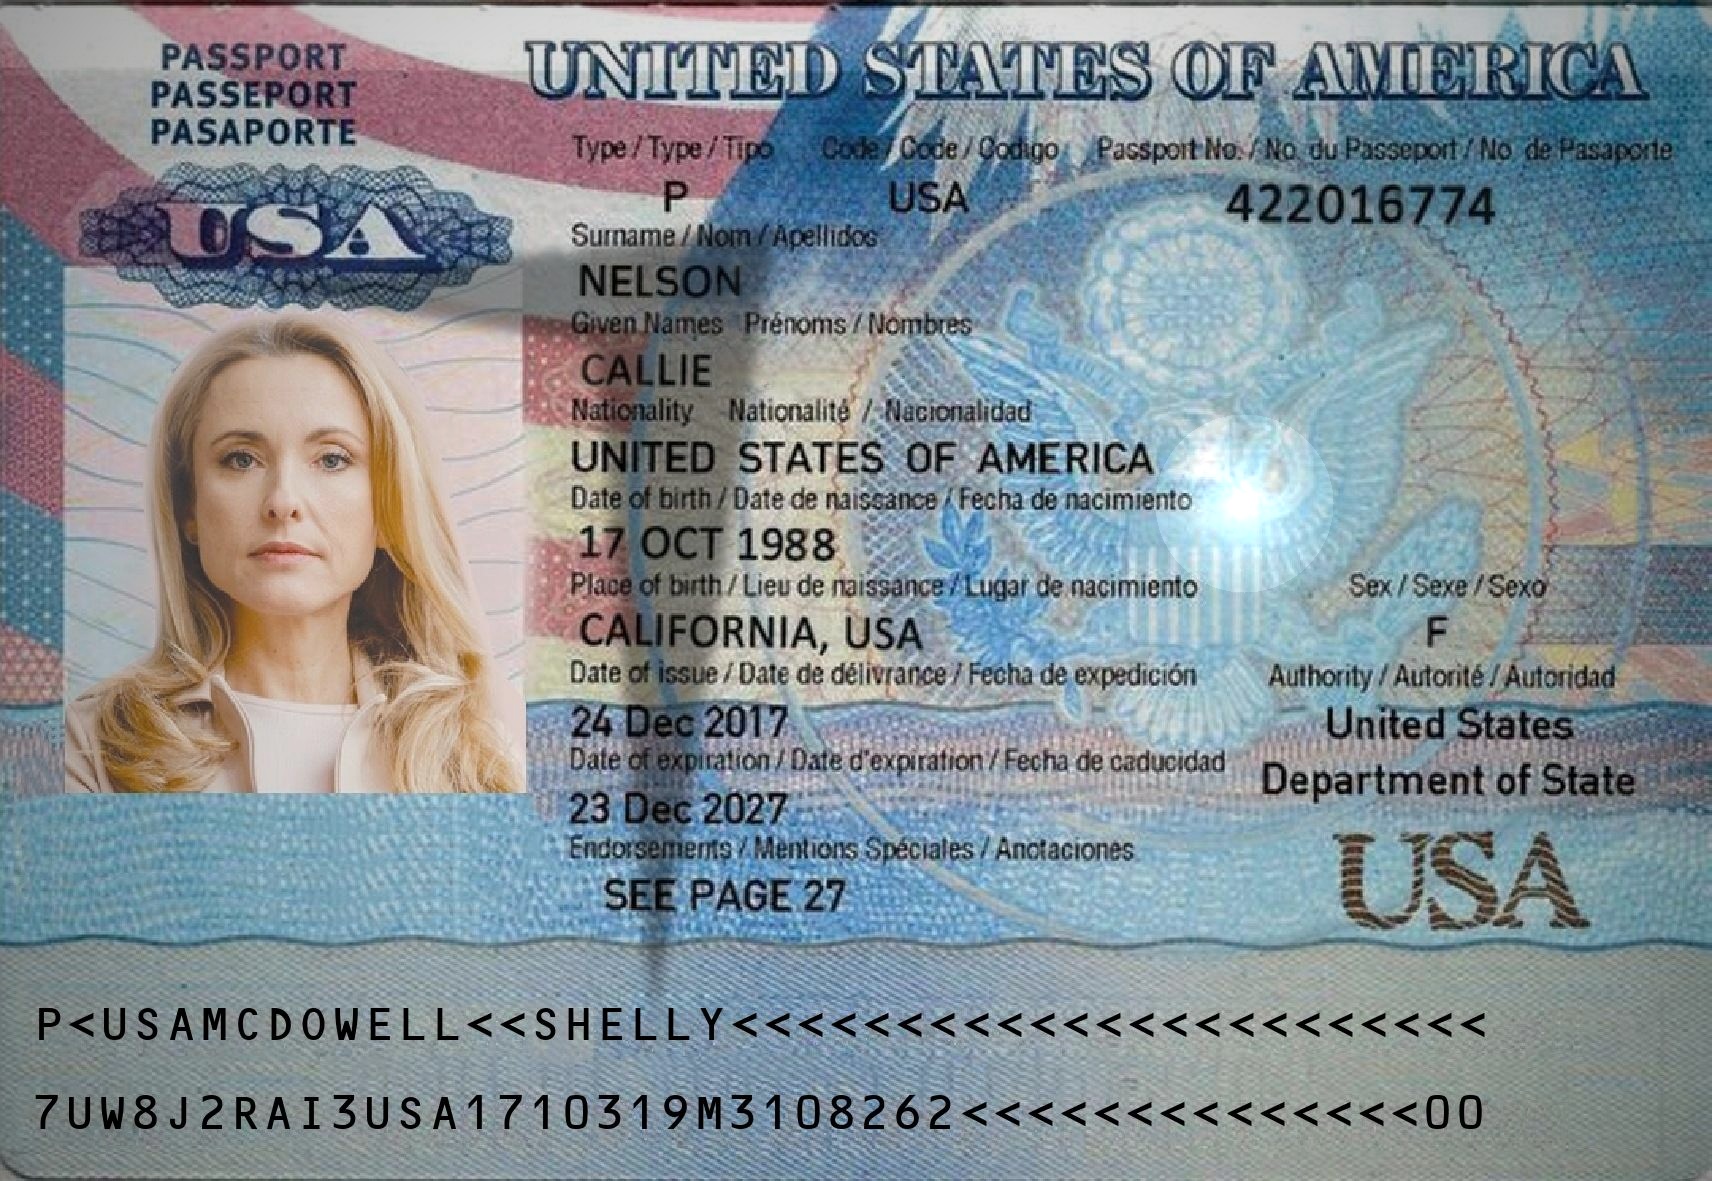 PASSPORT
PASSEPORT
PASAPORTE
USA
UNITED STATES OF AMERICA
Type / Type / Tipo Code / Code / Codigo Passport No. / No. du Passeport / No de Pasaporte
P USA 422016774
Surname / Nom / Apellidos
NELSON
Given Names Prénoms / Nombres
CALLIE
Nationality Nationalité / Nacionalidad
UNITED STATES OF AMERICA
Date of birth / Date de naissance / Fecha de nacimiento
17 OCT 1988
Place of birth / Lieu de naissance / Lugar de nacimiento Sex / Sexe / Sexo
CALIFORNIA, USA F
Date of issue / Date de délivrance / Fecha de expedición Authority / Autorité / Autoridad
24 Dec 2017 United States
Date of expiration / Date d'expiration / Fecha de caducidad Department of State
23 Dec 2027
Endorsements / Mentions Spéciales / Anotaciones
SEE PAGE 27
USA
P<USAMCDOWELL<<SHELLY<<<<<<<<<<<<<<<<<<<<<<<
7UW8J2RAI3USA1710319M3108262<<<<<<<<<<<<<<00